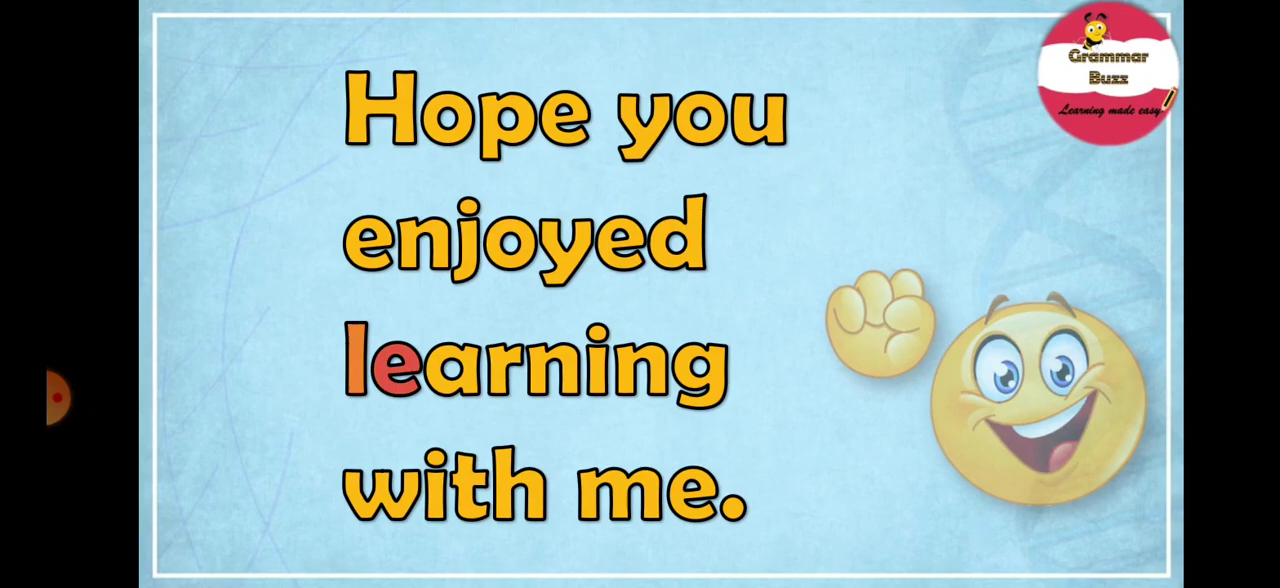 Hope you
enjoyed
learning
with me.
Grammar
Buzz
Learning made easy